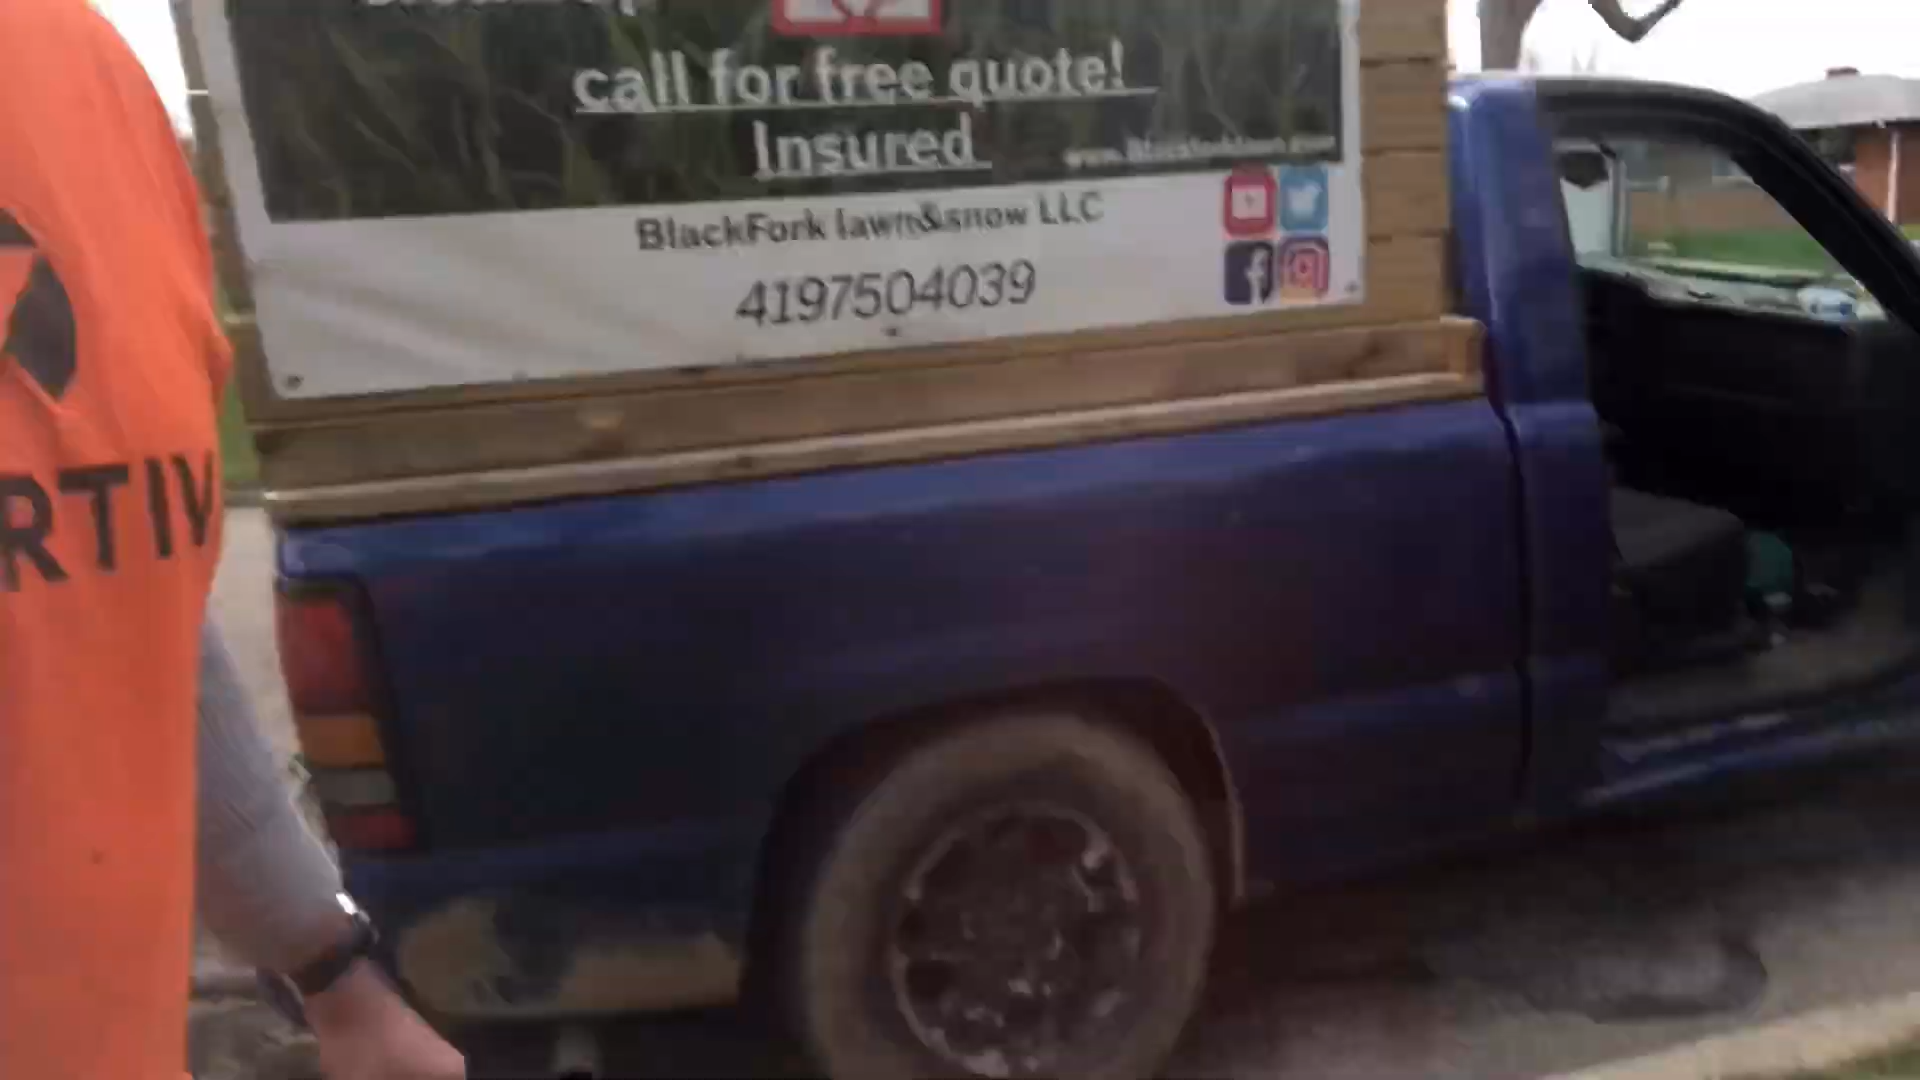 call for free quote!
Insured
BlackFork lawn&snow LLC
4197504039
RTIV